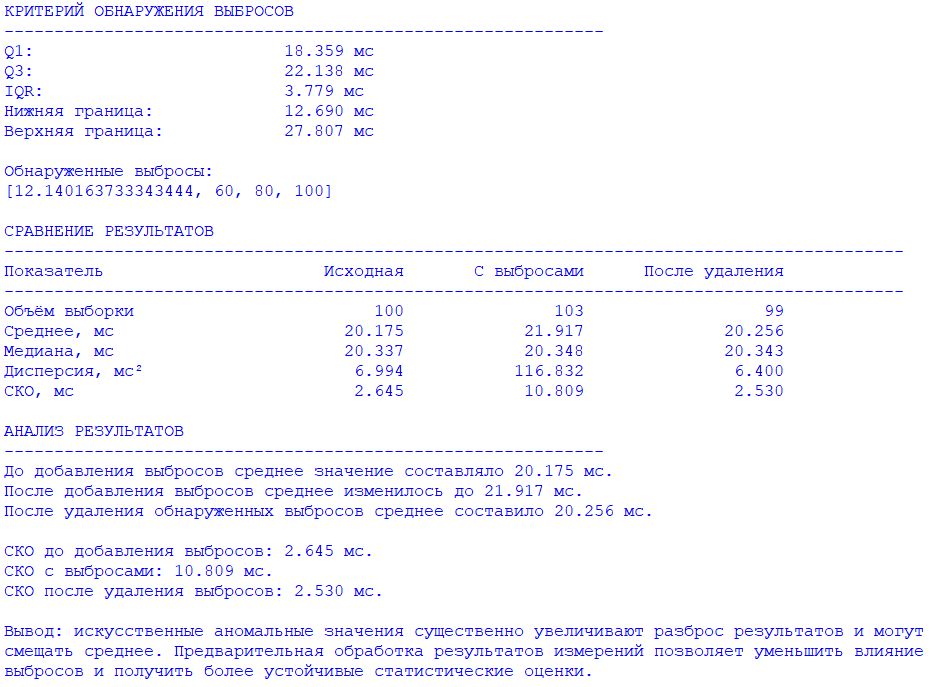 КРИТЕРИЙ ОБНАРУЖЕНИЯ ВЫБРОСОВ
------------------------------------------------------------
Q1:                         18.359 мс
Q3:                         22.138 мс
IQR:                        3.779 мс
Нижняя граница:             12.690 мс
Верхняя граница:            27.807 мс
Обнаруженные выбросы:
[12.140163733343444, 60, 80, 100]
СРАВНЕНИЕ РЕЗУЛЬТАТОВ
------------------------------------------------------------------------------------------
Показатель                      Исходная       С выбросами      После удаления
------------------------------------------------------------------------------------------
Объём выборки                        100               103                  99
Среднее, мс                       20.175            21.917              20.256
Медиана, мс                       20.337            20.348              20.343
Дисперсия, мс²                     6.994           116.832               6.400
СКО, мс                            2.645            10.809               2.530
АНАЛИЗ РЕЗУЛЬТАТОВ
------------------------------------------------------------
До добавления выбросов среднее значение составляло 20.175 мс.
После добавления выбросов среднее изменилось до 21.917 мс.
После удаления обнаруженных выбросов среднее составило 20.256 мс.
СКО до добавления выбросов: 2.645 мс.
СКО с выбросами: 10.809 мс.
СКО после удаления выбросов: 2.530 мс.
Вывод: искусственные аномальные значения существенно увеличивают разброс результатов и могут
смещать среднее. Предварительная обработка результатов измерений позволяет уменьшить влияние
выбросов и получить более устойчивые статистические оценки.